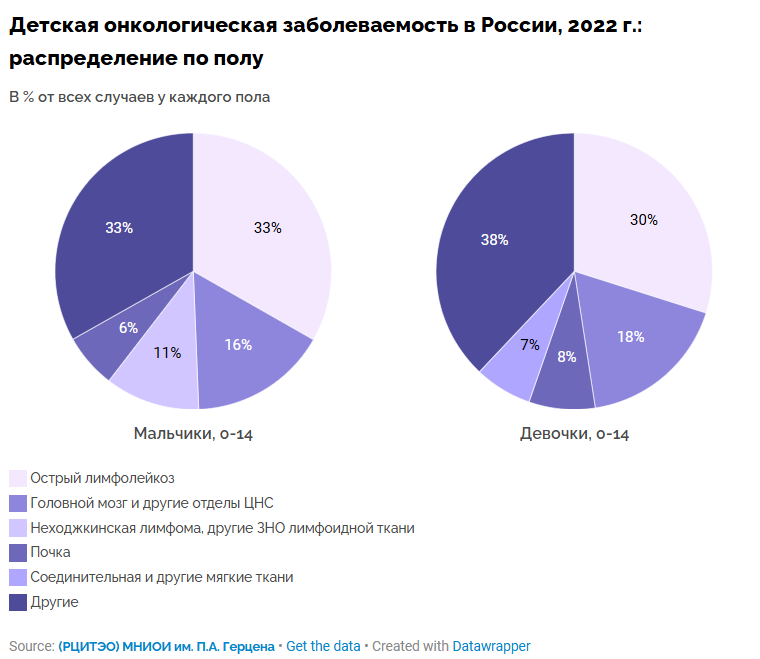 Детская онкологическая заболеваемость в России, 2022 г.:
распределение по полу
В % от всех случаев у каждого пола
33%
33%
6%
11%
16%
Мальчики, 0-14
30%
38%
7%
8%
18%
Девочки, 0-14
Острый лимфолейкоз
Головной мозг и другие отделы ЦНС
Неходжкинская лимфома, другие ЗНО лимфоидной ткани
Почка
Соединительная и другие мягкие ткани
Другие
Source: (РЦИТЭО) МНИОИ им. П.А. Герцена • Get the data • Created with Datawrapper